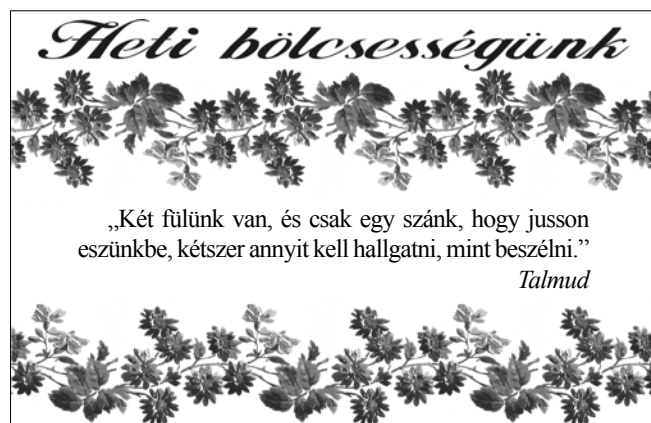 Heti bölcsességünk
„Két fülünk van, és csak egy szánk, hogy jusson
eszünkbe, kétszer annyit kell hallgatni, mint beszélni.”
Talmud